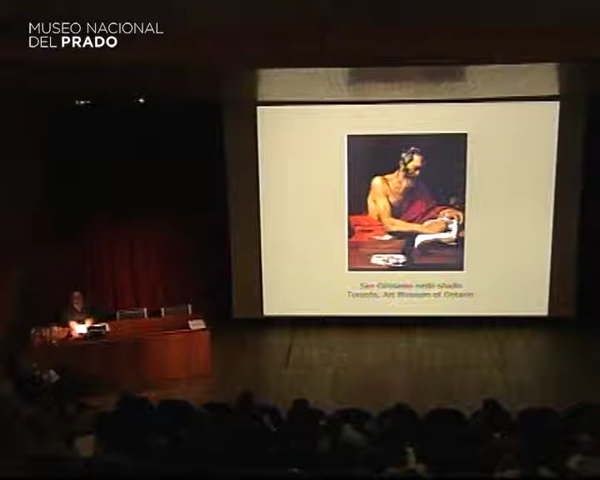 MUSEO NACIONAL
DEL PRADO
San Girolamo nello studio
Toronto, Art Museum of Ontario